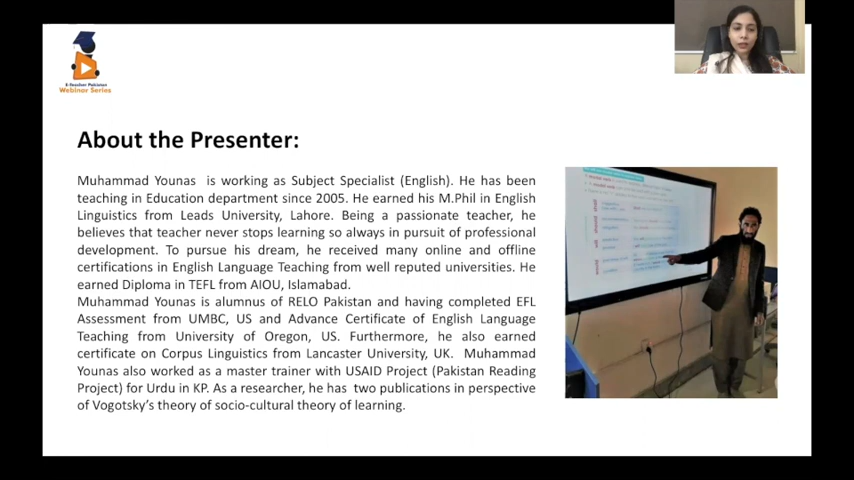 E-Teacher Pakistan
Webinar Series
About the Presenter:
Muhammad Younas is working as Subject Specialist (English). He has been
teaching in Education department since 2005. He earned his M.Phil in English
Linguistics from Leads University, Lahore. Being a passionate teacher, he
believes that teacher never stops learning so always in pursuit of professional
development. To pursue his dream, he received many online and offline
certifications in English Language Teaching from well reputed universities. He
earned Diploma in TEFL from AIOU, Islamabad.
Muhammad Younas is alumnus of RELO Pakistan and having completed EFL
Assessment from UMBC, US and Advance Certificate of English Language
Teaching from University of Oregon, US. Furthermore, he also earned
certificate on Corpus Linguistics from Lancaster University, UK. Muhammad
Younas also worked as a master trainer with USAID Project (Pakistan Reading
Project) for Urdu in KP. As a researcher, he has two publications in perspective
of Vogotsky's theory of socio-cultural theory of learning.